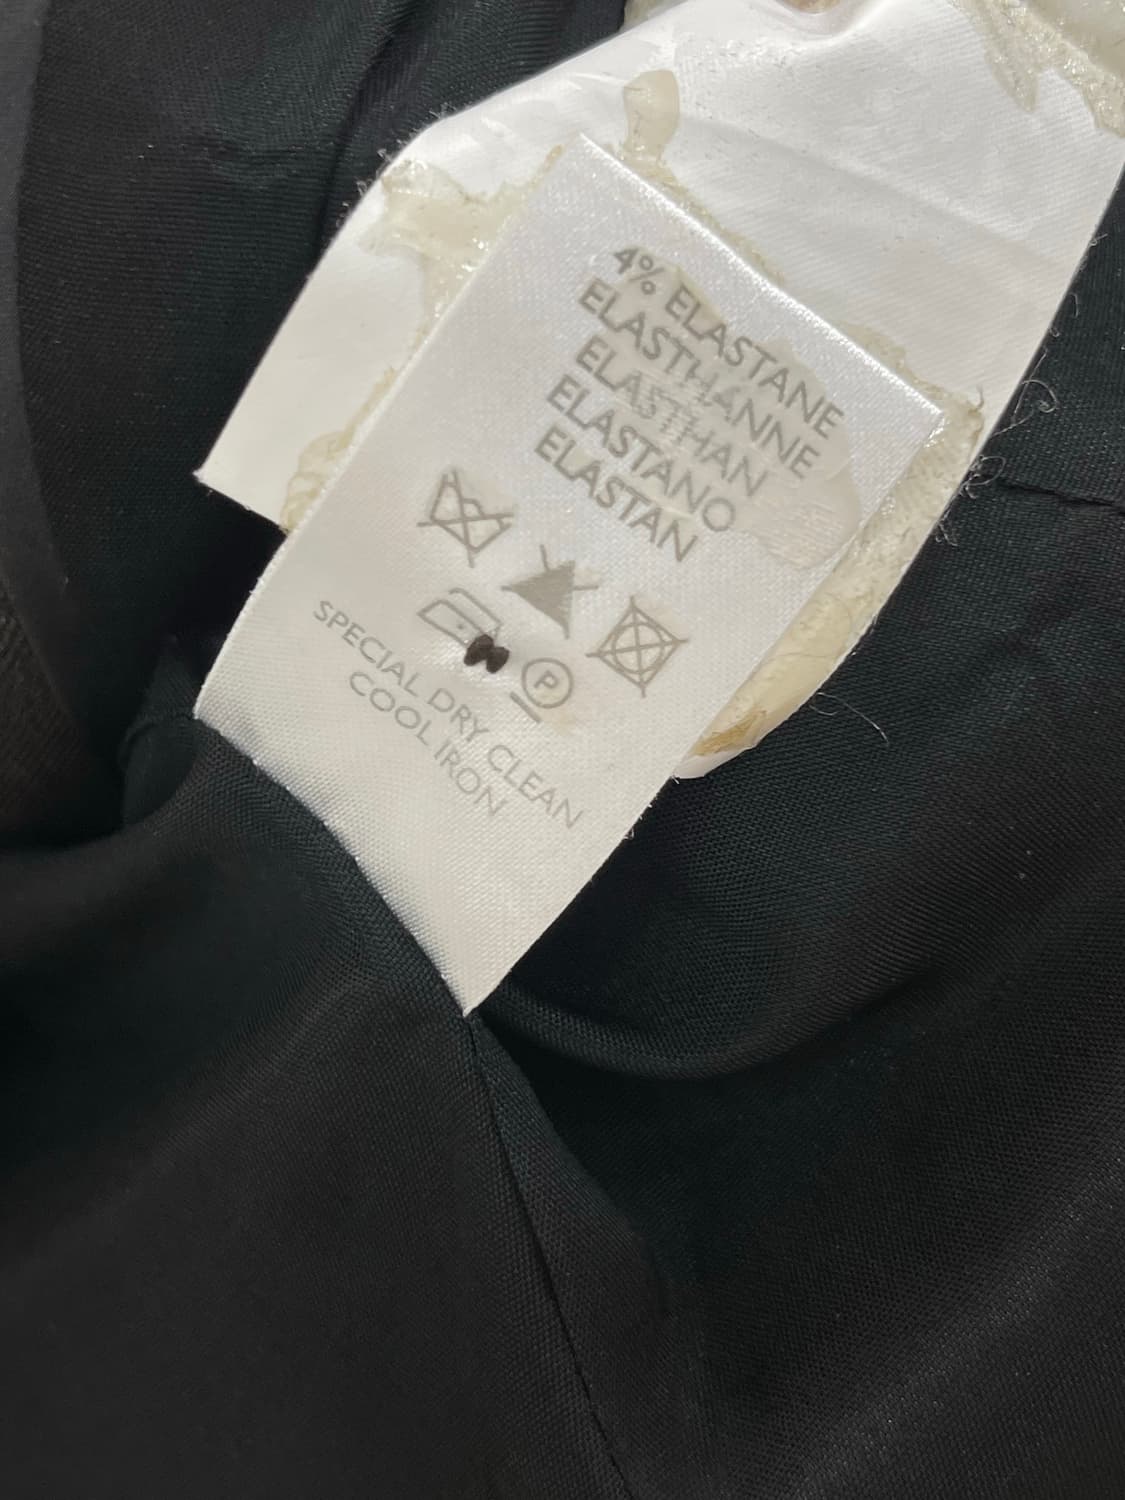 4% ELASTANE
ELASTHANNE
ELASTHAN
ELASTANO
ELASTAN
P
SPECIAL DRY CLEAN
COOL IRON